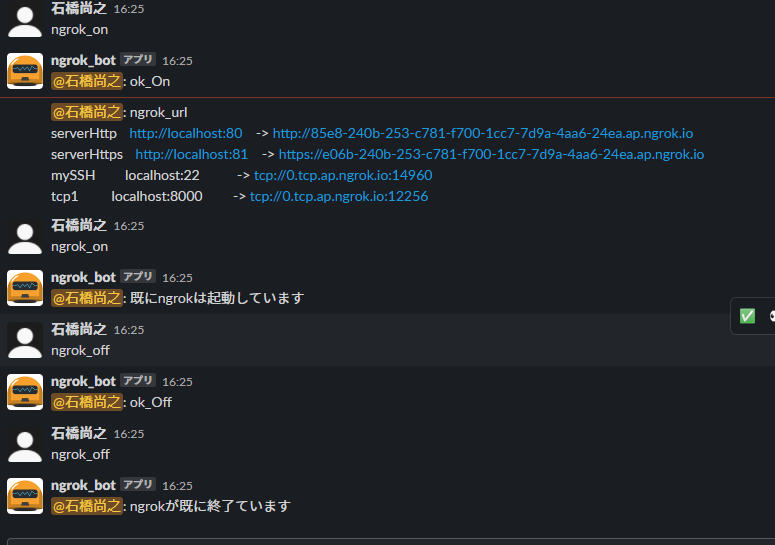 石橋尚之 16:25
ngrok_on
ngrok_bot アプリ 16:25
@石橋尚之: ok_On
@石橋尚之: ngrok_url
serverHttp http://localhost:80 -> http://85e8-240b-253-c781-f700-1cc7-7d9a-4aa6-24ea.ap.ngrok.io
serverHttps http://localhost:81 -> https://e06b-240b-253-c781-f700-1cc7-7d9a-4aa6-24ea.ap.ngrok.io
mySSH localhost:22 -> tcp://0.tcp.ap.ngrok.io:14960
tcp1 localhost:8000 -> tcp://0.tcp.ap.ngrok.io:12256
石橋尚之 16:25
ngrok_on
ngrok_bot アプリ 16:25
@石橋尚之: 既にngrokは起動しています
石橋尚之 16:25
ngrok_off
ngrok_bot アプリ 16:25
@石橋尚之: ok_Off
石橋尚之 16:25
ngrok_off
ngrok_bot アプリ 16:25
@石橋尚之: ngrokが既に終了ています